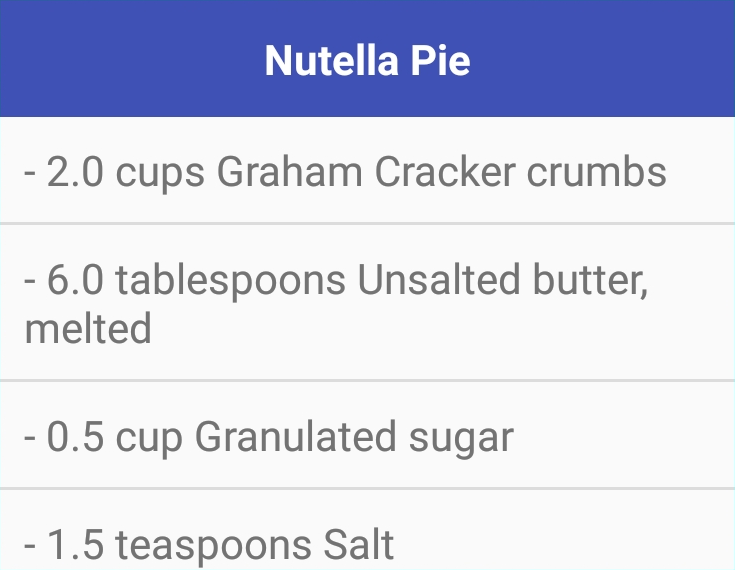 Nutella Pie
- 2.0 cups Graham Cracker crumbs
- 6.0 tablespoons Unsalted butter,
melted
- 0.5 cup Granulated sugar
- 1.5 teaspoons Salt